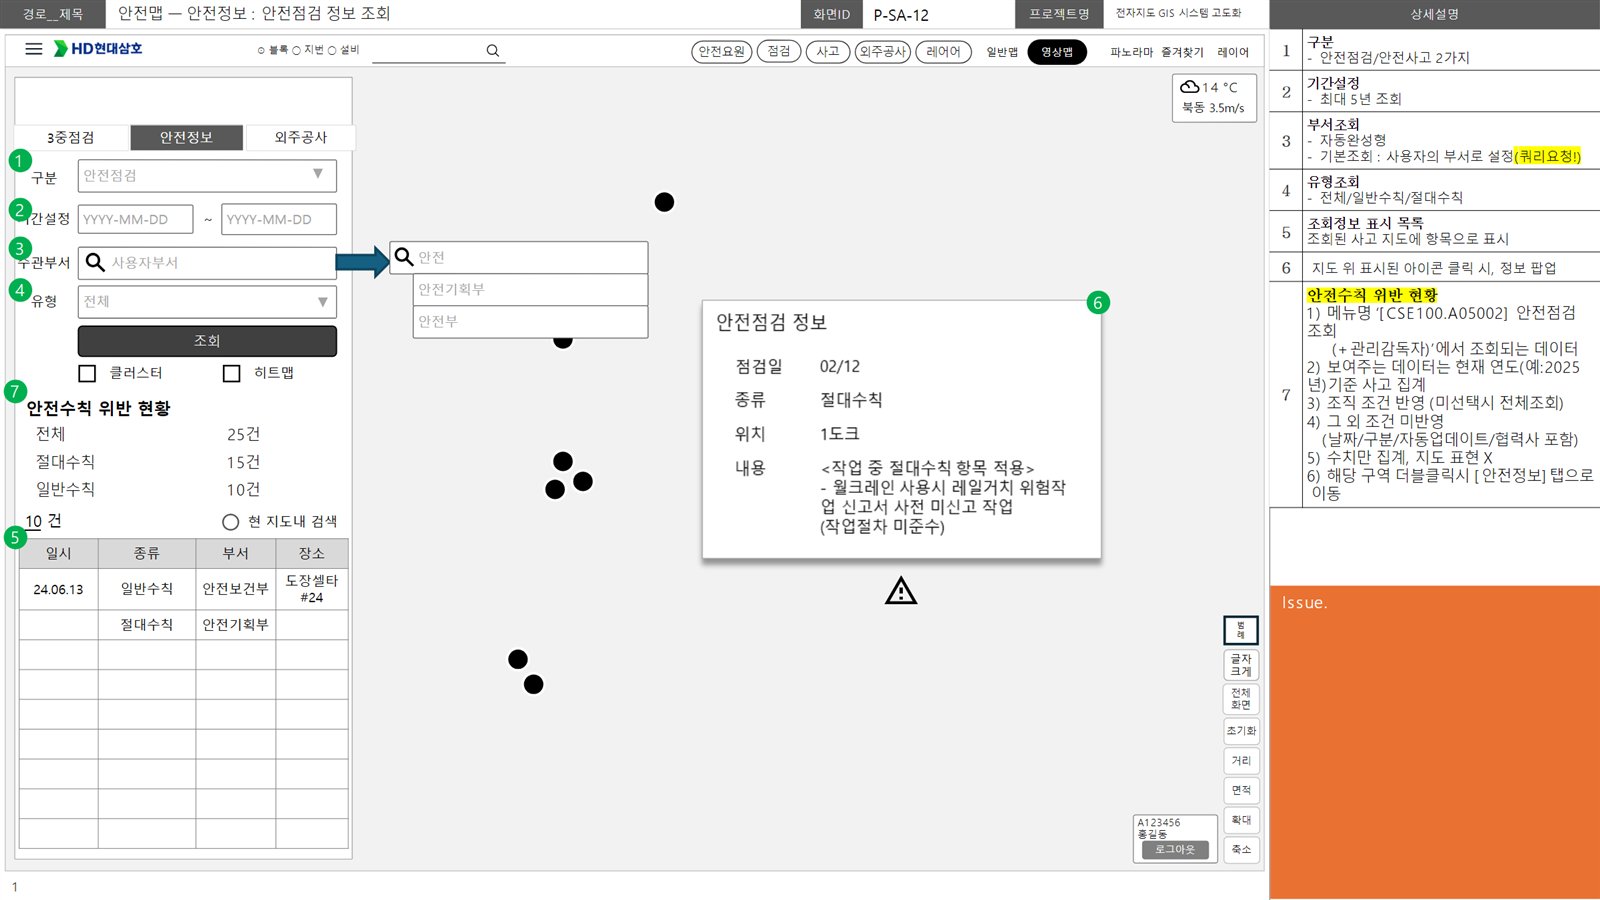 경로__제목
안전맵 – 안전정보 : 안전점검 정보 조회
화면ID
P-SA-12
프로젝트명
전자지도 GIS 시스템 고도화
상세설명
HD현대삼호
블록 지번 설비
안전요원
점검
사고
외주공사
레어어
일반맵
영상맵
파노라마 즐겨찾기 레이어
14 °C
북동 3.5m/s
3중점검
안전정보
외주공사
1
구분
안전점검
2
간설정
YYYY-MM-DD
~
YYYY-MM-DD
3
주관부서
사용자부서
4
유형
전체
조회
클러스터
히트맵
안전
안전기획부
안전부
7
안전수칙 위반 현황
전체 25건
절대수칙 15건
일반수칙 10건
10 건
현 지도내 검색
5
일시 종류 부서 장소
24.06.13 일반수칙 안전보건부 도장셀타
#24
절대수칙 안전기획부
6
안전점검 정보
점검일 02/12
종류 절대수칙
위치 1도크
내용 <작업 중 절대수칙 항목 적용>
- 월크레인 사용시 레일거치 위험작
업 신고서 사전 미신고 작업
(작업절차 미준수)
범
례
글자
크게
전체
화면
초기화
거리
면적
확대
축소
A123456
홍길동
로그아웃
1
1
구분
- 안전점검/안전사고 2가지
2
기간설정
- 최대 5년 조회
3
부서조회
- 자동완성형
- 기본조회 : 사용자의 부서로 설정(쿼리요청!)
4
유형조회
- 전체/일반수칙/절대수칙
5
조회정보 표시 목록
조회된 사고 지도에 항목으로 표시
6
지도 위 표시된 아이콘 클릭 시, 정보 팝업
7
안전수칙 위반 현황
1) 메뉴명 '[CSE100.A05002] 안전점검
조회
(+관리감독자)'에서 조회되는 데이터
2) 보여주는 데이터는 현재 연도(예:2025
년)기준 사고 집계
3) 조직 조건 반영 (미선택시 전체조회)
4) 그 외 조건 미반영
(날짜/구분/자동업데이트/협력사 포함)
5) 수치만 집계, 지도 표현 X
6) 해당 구역 더블클릭시 [안전정보] 탭으로
이동
Issue.